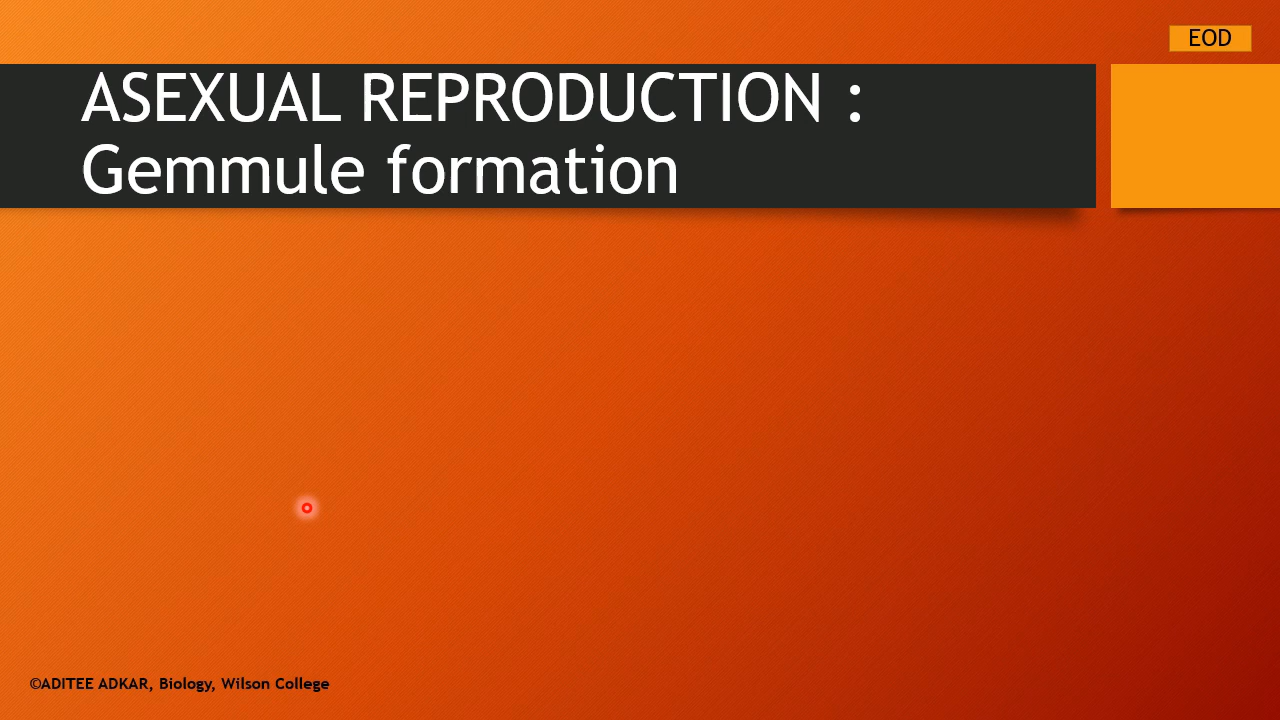 EOD
ASEXUAL REPRODUCTION :
Gemmule formation
©ADITEE ADKAR, Biology, Wilson College